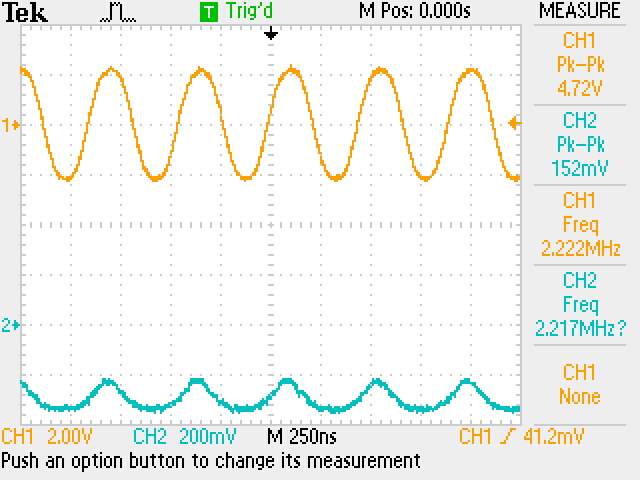 Tek T Trig'd M Pos: 0.000s MEASURE
CH1
Pk-Pk
4.72V
CH2
Pk-Pk
152mV
CH1
Freq
2.222MHz
CH2
Freq
2.217MHz?
CH1
None
1
2
CH1 2.00V CH2 200mV M 250ns CH1 41.2mV
Push an option button to change its measurement